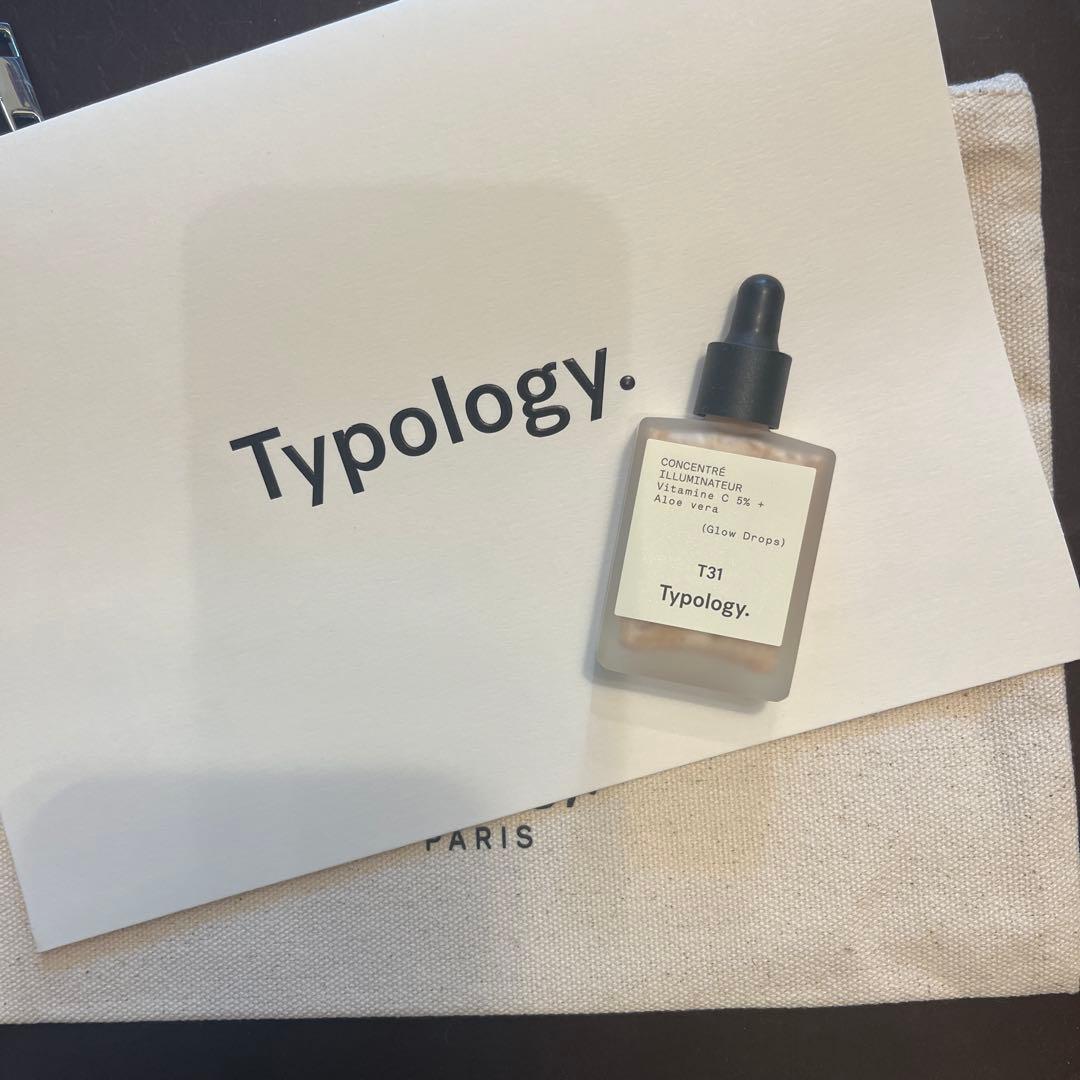 Typology.
CONCENTRÉ
ILLUMINATEUR
Vitamine C 5% +
Aloe vera
(Glow Drops)
T31
Typology.
PARIS